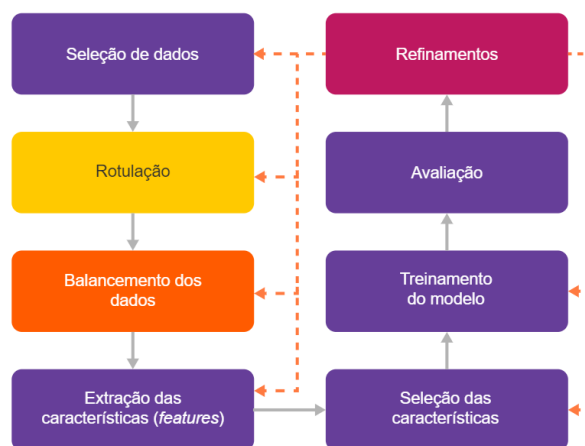 Seleção de dados
Rotulação
Balancemento dos
dados
Extração das
características (features)
Refinamentos
Avaliação
Treinamento
do modelo
Seleção das
características